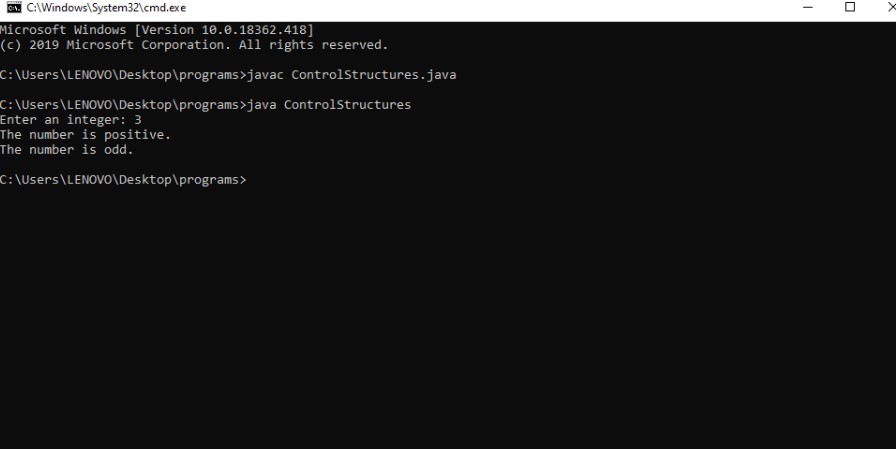 C:\Windows\System32\cmd.exe
Microsoft Windows [Version 10.0.18362.418]
(c) 2019 Microsoft Corporation. All rights reserved.
C:\Users\LENOVO\Desktop\programs>javac ControlStructures.java
C:\Users\LENOVO\Desktop\programs>java ControlStructures
Enter an integer: 3
The number is positive.
The number is odd.
C:\Users\LENOVO\Desktop\programs>